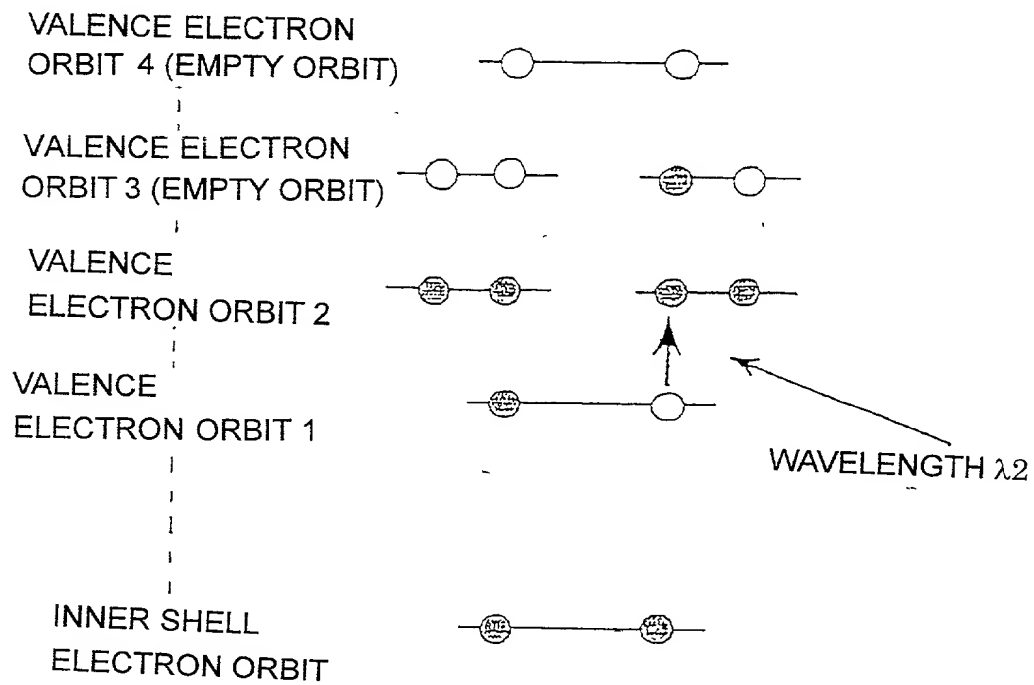 VALENCE ELECTRON
ORBIT 4 (EMPTY ORBIT)
VALENCE ELECTRON
ORBIT 3 (EMPTY ORBIT)
VALENCE
ELECTRON ORBIT 2
VALENCE
ELECTRON ORBIT 1
WAVELENGTH λ2
INNER SHELL
ELECTRON ORBIT